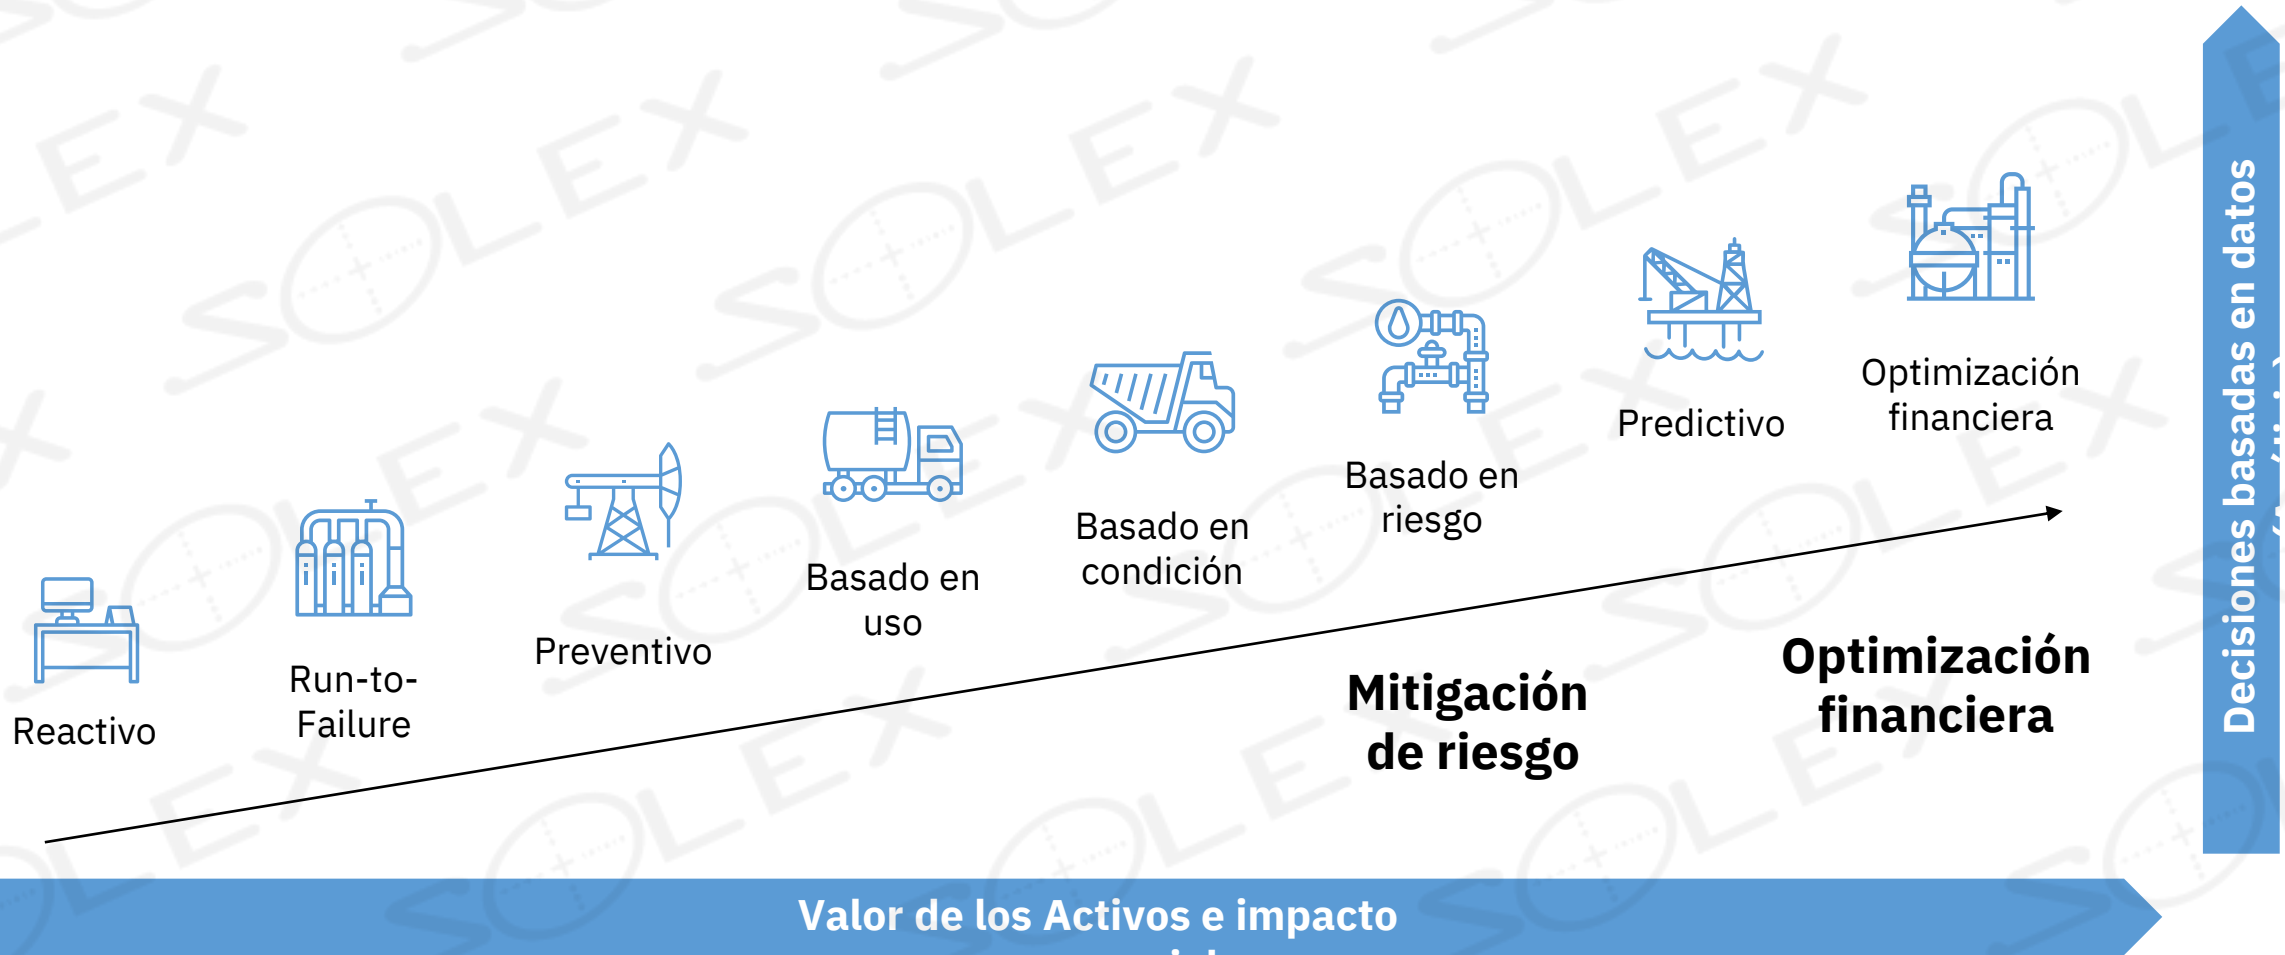 Reactivo
Run-to-
Failure
Preventivo
Basado en
uso
Basado en
condición
Basado en
riesgo
Predictivo
Optimización
financiera
Mitigación
de riesgo
Optimización
financiera
Decisiones basadas en datos
Valor de los Activos e impacto
SOLEX